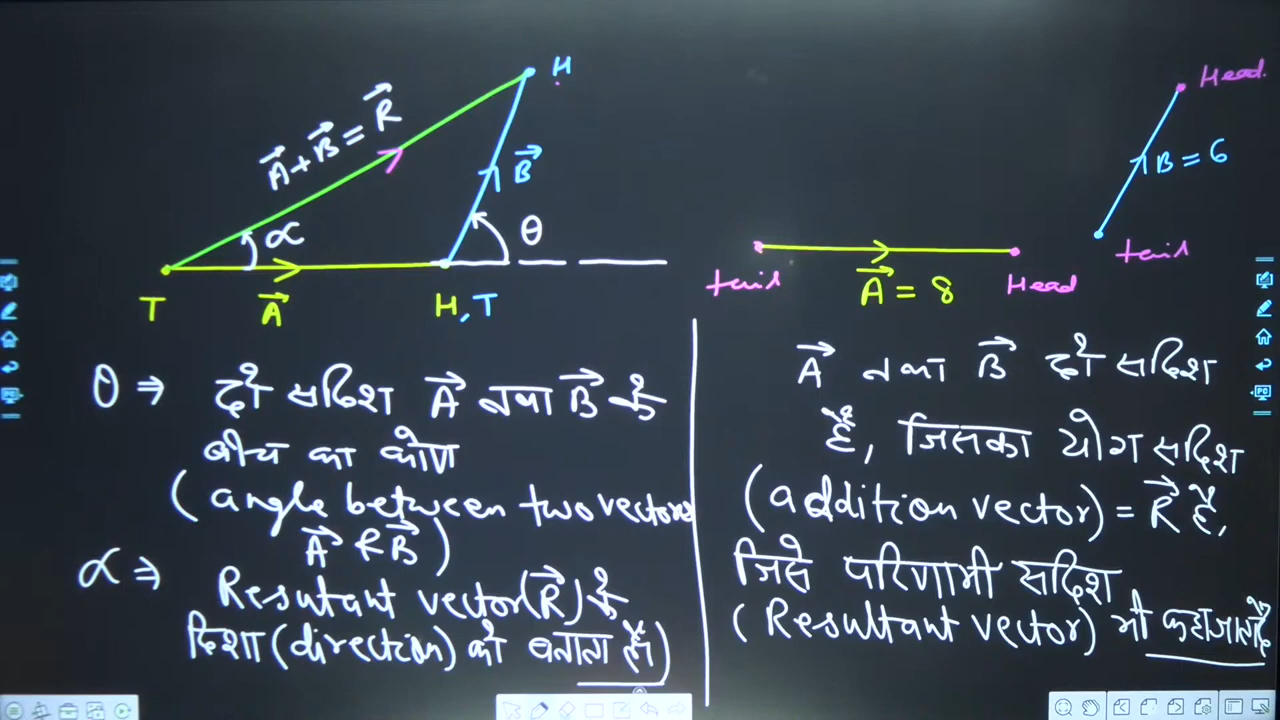 H
A⃗ + B⃗ = R⃗
B⃗
α
θ
T
A⃗
H, T
Head
B = 6
tail
tail
A⃗ = 8
Head
θ ⇒ दो सदिश A⃗ तथा B⃗ के
बीच का कोण
(angle between two vectors
A⃗ & B⃗)
α ⇒ Resutant vector(R⃗) के
दिशा (direction) को बताता है।)
A⃗ तथा B⃗ दो सदिश
है, जिसका योग सदिश
(addition vector) = R⃗ है,
जिसे परिणामी सदिश
(Resultant vector) भी कहा जाता है